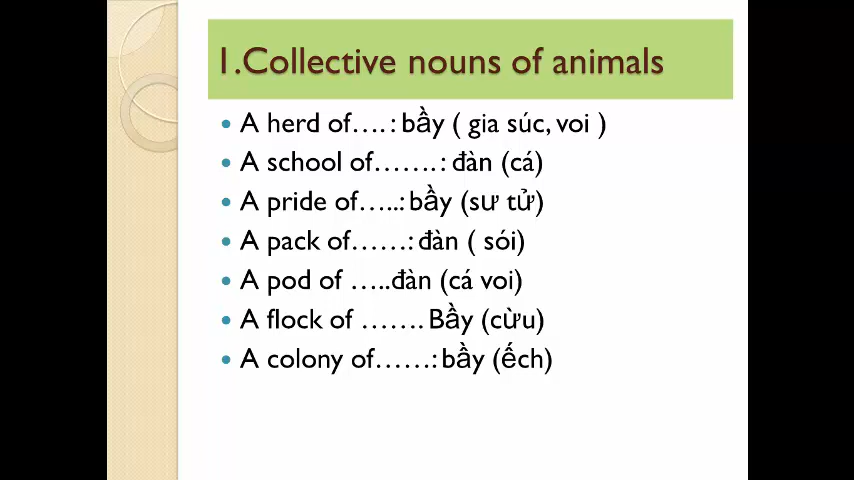 1.Collective nouns of animals
• A herd of….: bầy ( gia súc, voi )
• A school of…….: đàn (cá)
• A pride of…..: bầy (sư tử)
• A pack of……: đàn ( sói)
• A pod of …..đàn (cá voi)
• A flock of ……. Bầy (cừu)
• A colony of……: bầy (ếch)